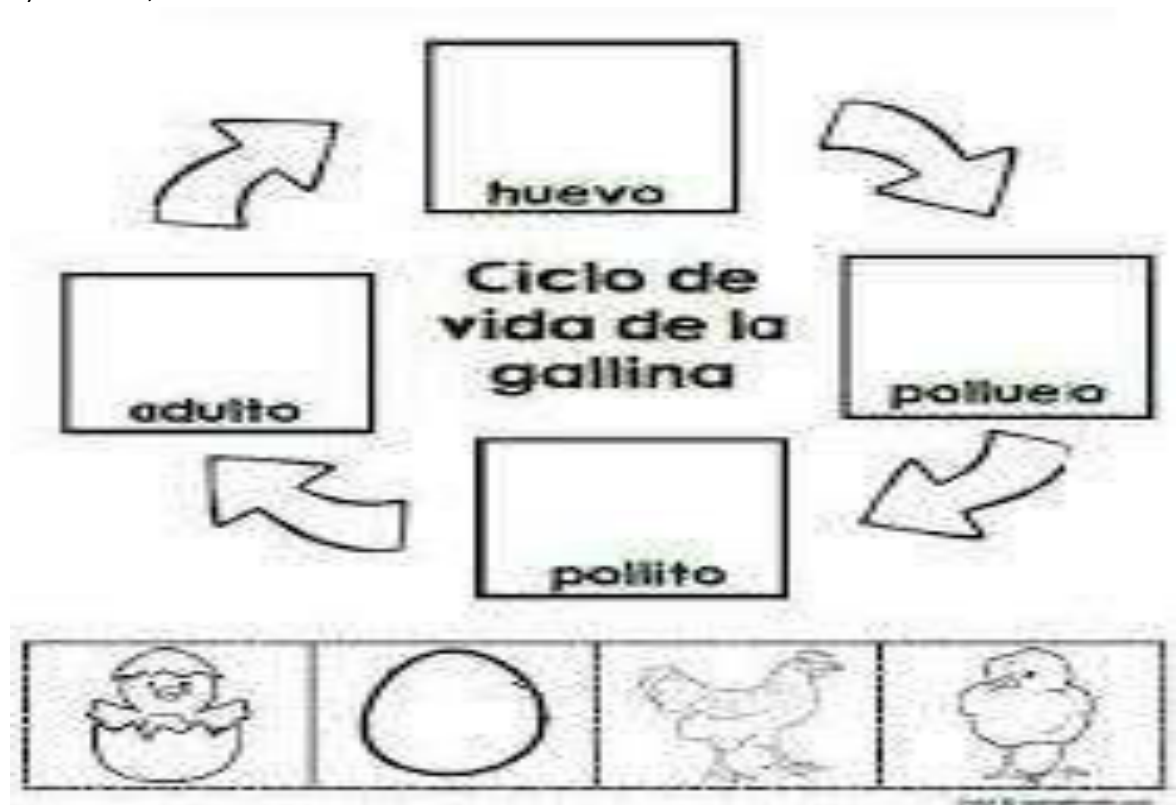 huevo
Ciclo de
vida de la
gallina
adulto
polluelo
pollito